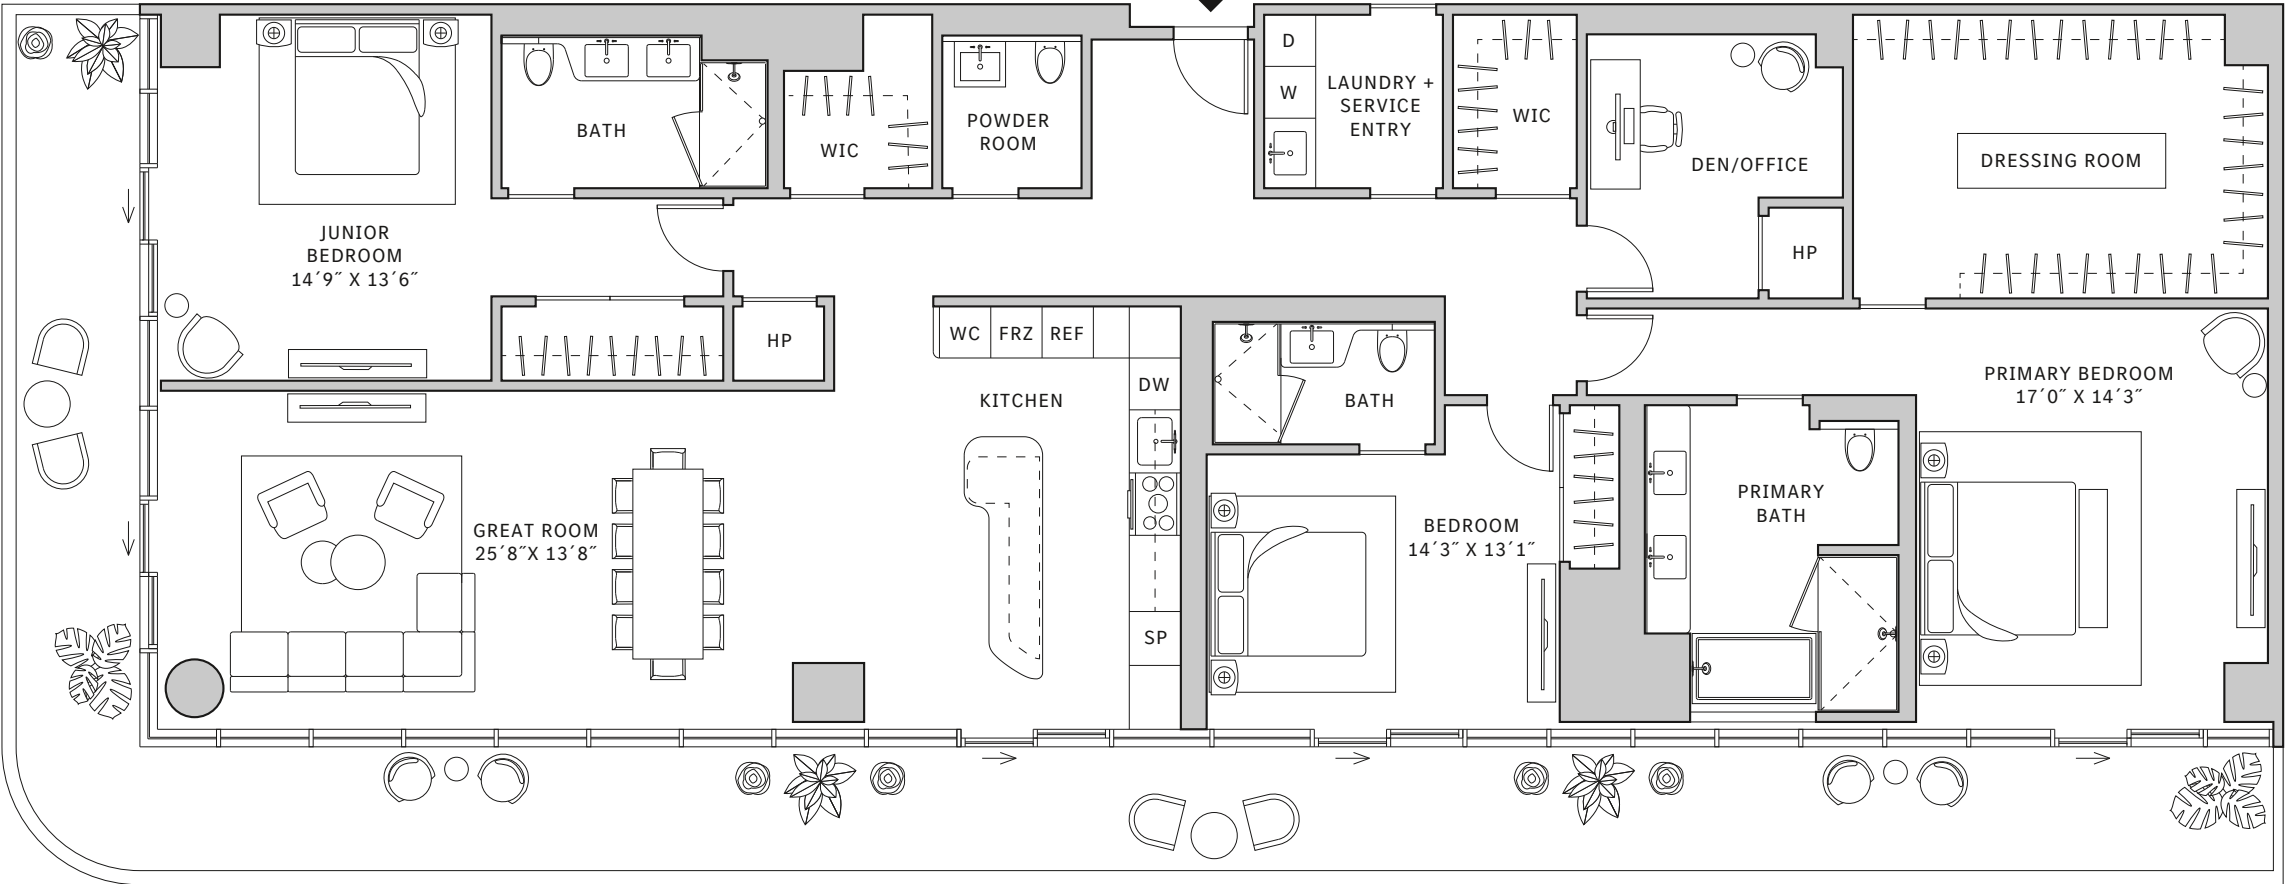 JUNIOR
BEDROOM
14´9˝ X 13´6˝
BATH
WIC
POWDER
ROOM
D
W
LAUNDRY +
SERVICE
ENTRY
WIC
DEN/OFFICE
HP
DRESSING ROOM
HP
WC
FRZ
REF
DW
KITCHEN
SP
GREAT ROOM
25´8˝X 13´8˝
BATH
BEDROOM
14´3˝ X 13´1˝
PRIMARY
BATH
PRIMARY BEDROOM
17´0˝ X 14´3˝